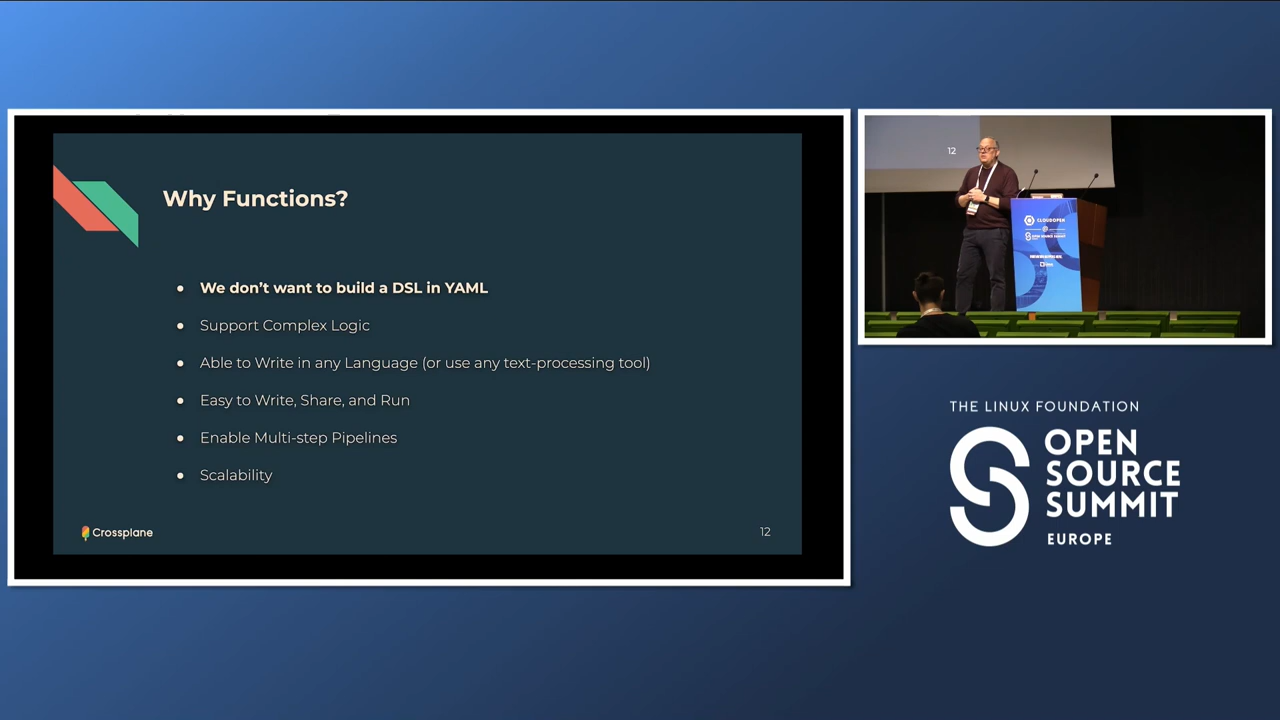 Why Functions?
● We don't want to build a DSL in YAML
● Support Complex Logic
● Able to Write in any Language (or use any text-processing tool)
● Easy to Write, Share, and Run
● Enable Multi-step Pipelines
● Scalability
Crossplane
12
12
CLOUDOPEN
THE LINUX FOUNDATION
OPEN
SOURCE
SUMMIT
EUROPE